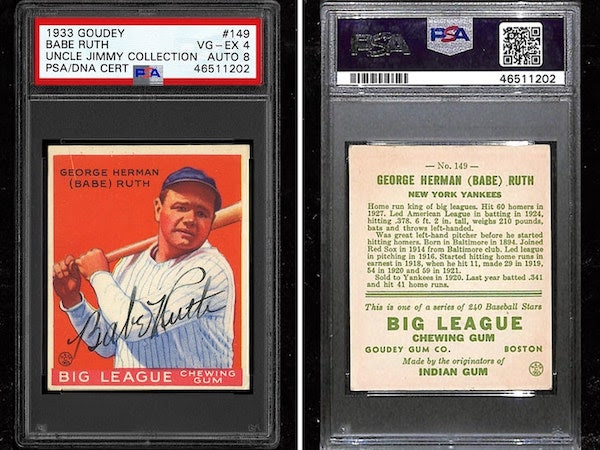 1933 GOUDEY #149
BABE RUTH VG-EX 4
UNCLE JIMMY COLLECTION AUTO 8
PSA/DNA CERT PSA 46511202
GEORGE HERMAN
(BABE) RUTH
Babe Ruth
BIG LEAGUE CHEWING GUM
PSA PSA
46511202
— No. 149 —
GEORGE HERMAN (BABE) RUTH
NEW YORK YANKEES
Home run king of big leagues. Hit 60 homers in
1927. Led American League in batting in 1924,
hitting .378. 6 ft. 2 in. tall, weighs 210 pounds,
bats and throws left-handed.
Was great left-hand pitcher before he started
hitting homers. Born in Baltimore in 1894. Joined
Red Sox in 1914 from Baltimore club. Led league
in pitching in 1916. Started hitting home runs in
earnest in 1918, when he hit 11, made 29 in 1919,
54 in 1920 and 59 in 1921.
Sold to Yankees in 1920. Last year batted .341
and hit 41 home runs.
This is one of a series of 240 Baseball Stars
BIG LEAGUE
CHEWING GUM
GOUDEY GUM CO. BOSTON
Made by the originators of
INDIAN GUM